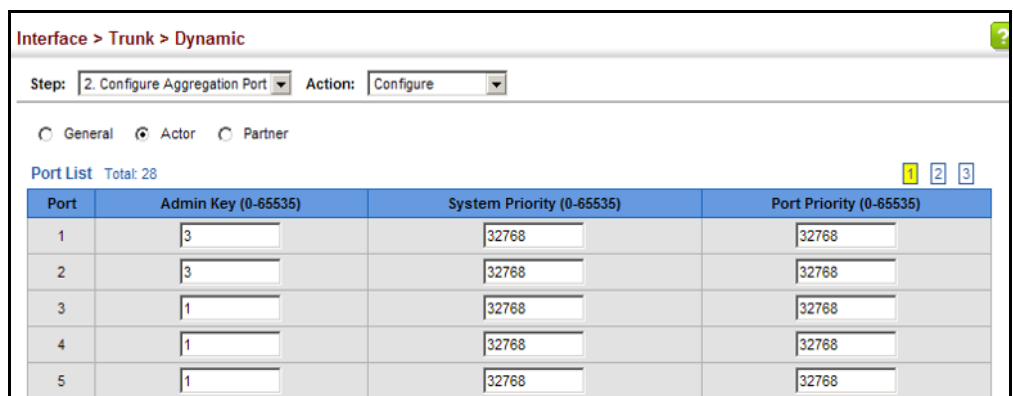 Interface > Trunk > Dynamic ?
Step: 2. Configure Aggregation Port Action: Configure
General Actor Partner
Port List Total: 28 1 2 3
Port Admin Key (0-65535) System Priority (0-65535) Port Priority (0-65535)
1 3 32768 32768
2 3 32768 32768
3 1 32768 32768
4 1 32768 32768
5 1 32768 32768